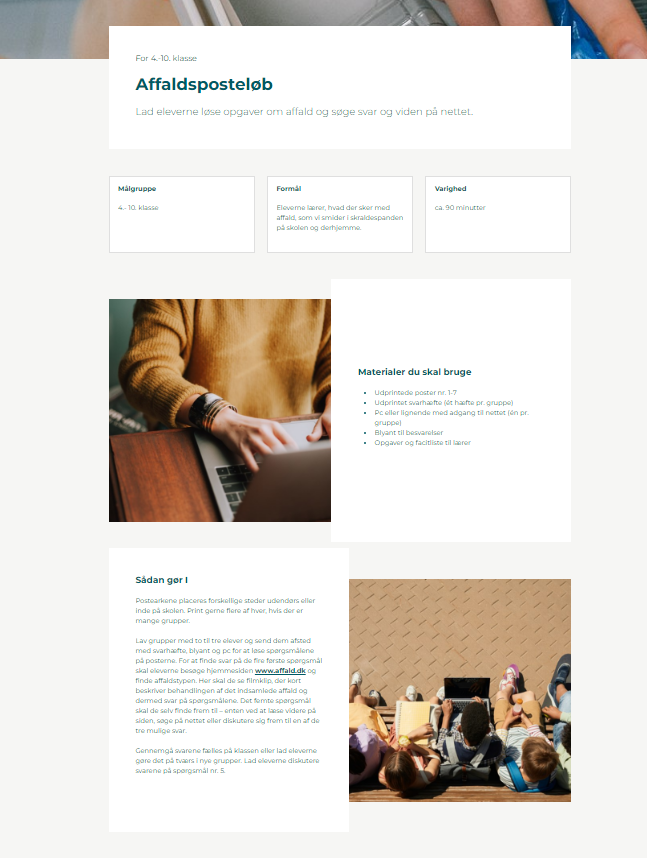 For 4.-10. klasse
Affaldsposteløb
Lad eleverne løse opgaver om affald og søge svar og viden på nettet.
Målgruppe
4.- 10. klasse
Formål
Eleverne lærer, hvad der sker med
affald, som vi smider i skraldespanden
på skolen og derhjemme.
Varighed
ca. 90 minutter
Materialer du skal bruge
• Udprintede poster nr. 1-7
• Udprintet svarhæfte (ét hæfte pr. gruppe)
• Pc eller lignende med adgang til nettet (én pr.
gruppe)
• Blyant til besvarelser
• Opgaver og facitliste til lærer
Sådan gør I
Postearkene placeres forskellige steder udendørs eller
inde på skolen. Print gerne flere af hver, hvis der er
mange grupper.
Lav grupper med to til tre elever og send dem afsted
med svarhæfte, blyant og pc for at løse spørgsmålene
på posterne. For at finde svar på de fire første spørgsmål
skal eleverne besøge hjemmesiden www.affald.dk og
finde affaldstypen. Her skal de se filmklip, der kort
beskriver behandlingen af det indsamlede affald og
dermed svar på spørgsmålene. Det femte spørgsmål
skal de selv finde frem til – enten ved at læse videre på
siden, søge på nettet eller diskutere sig frem til en af de
tre mulige svar.
Gennemgå svarene fælles på klassen eller lad eleverne
gøre det på tværs i nye grupper. Lad eleverne diskutere
svarene på spørgsmål nr. 5.